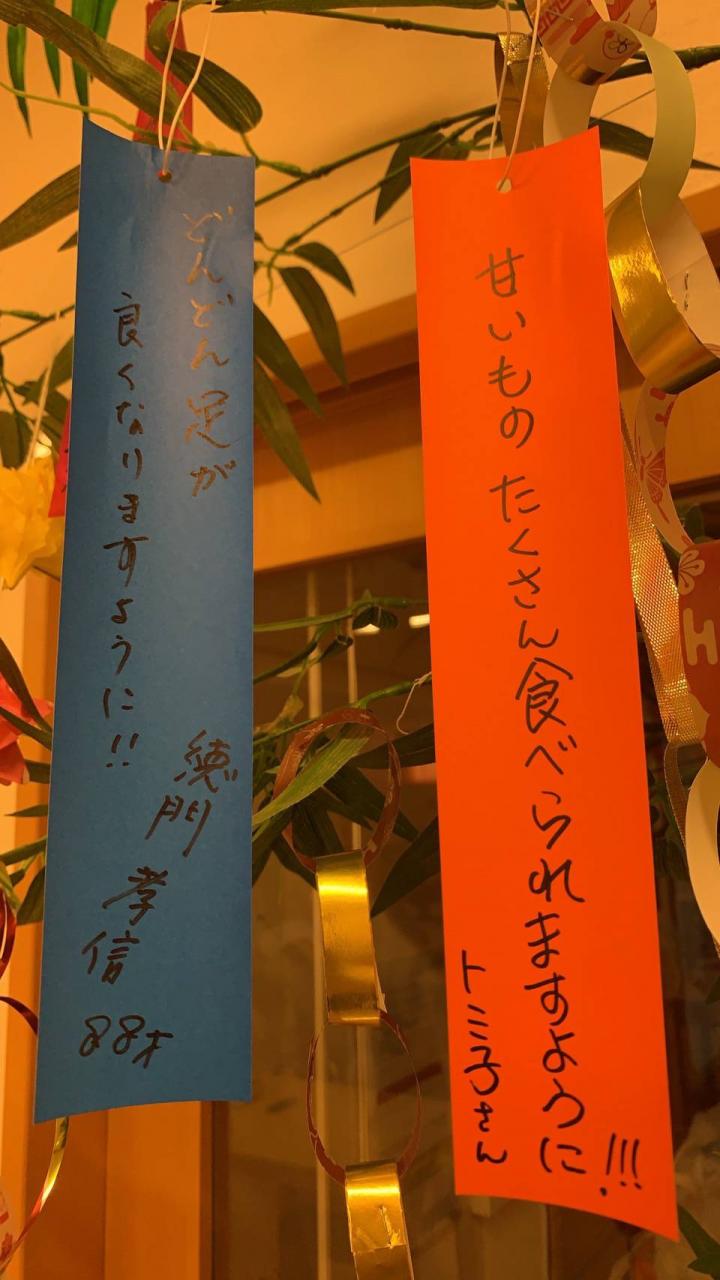 どんどん足が
良くなりますように!!
徳門
孝信
88才
甘いもの たくさん食べられますように!!!
トミ子さん
H